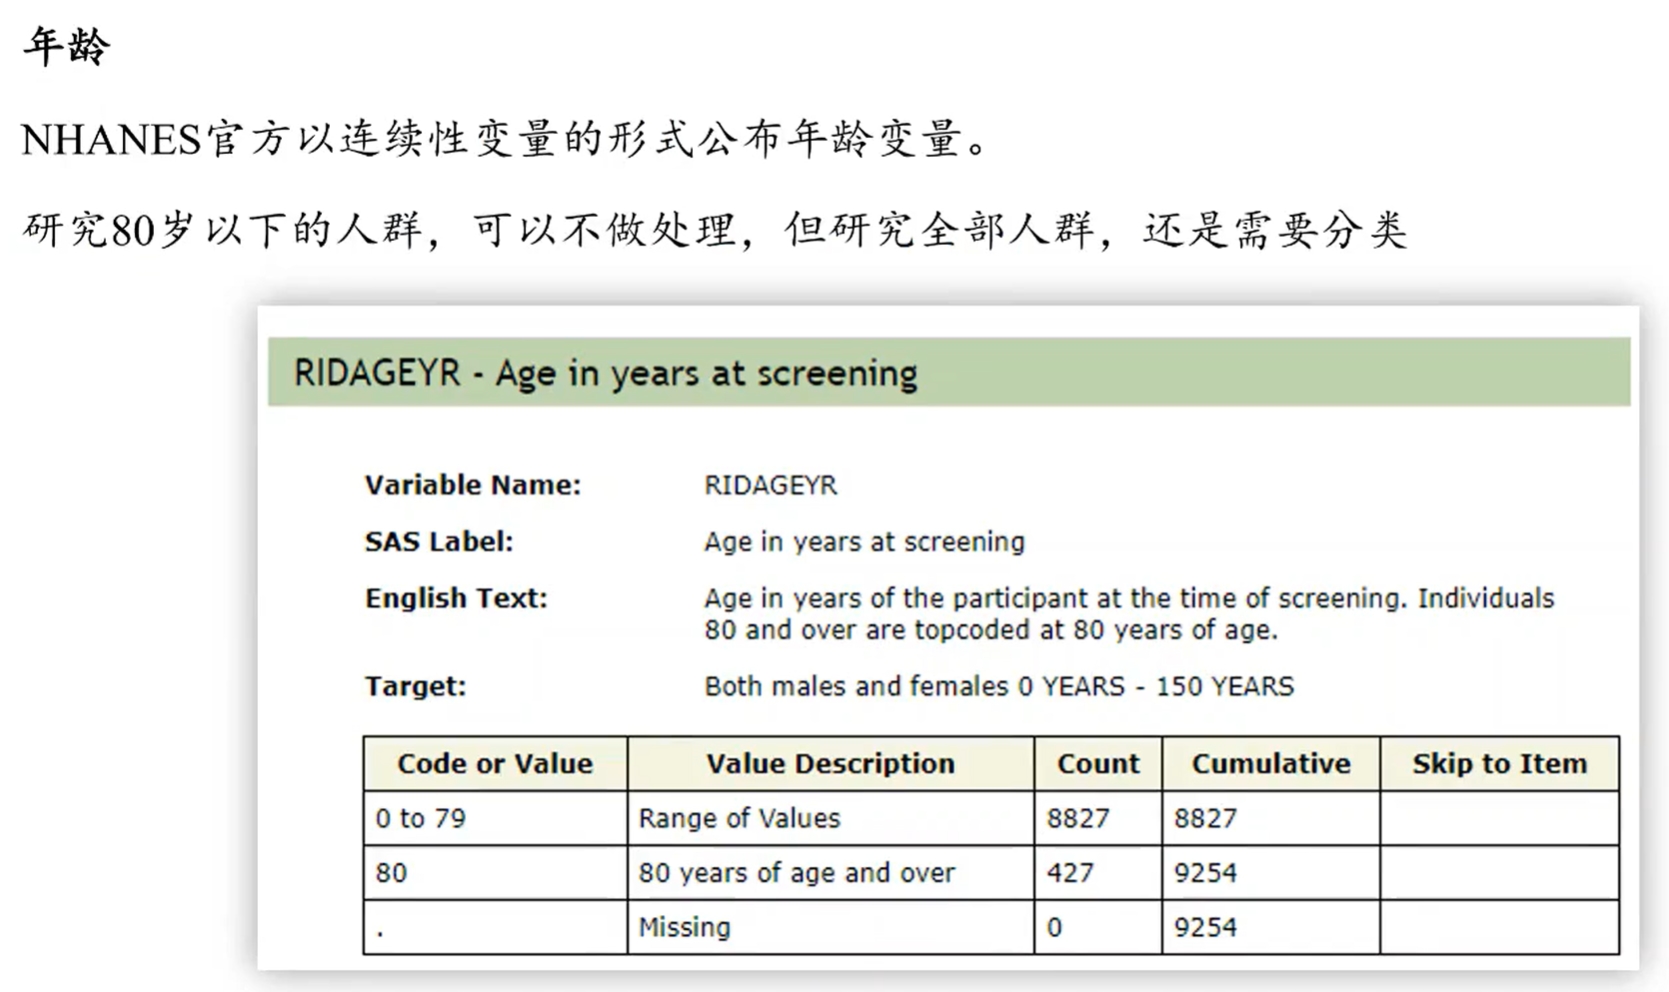 年龄
NHANES官方以连续性变量的形式公布年龄变量。
研究80岁以下的人群，可以不做处理，但研究全部人群，还是需要分类
RIDAGEYR - Age in years at screening
Variable Name: RIDAGEYR
SAS Label: Age in years at screening
English Text: Age in years of the participant at the time of screening. Individuals
80 and over are topcoded at 80 years of age.
Target: Both males and females 0 YEARS - 150 YEARS
Code or Value Value Description Count Cumulative Skip to Item
0 to 79 Range of Values 8827 8827
80 80 years of age and over 427 9254
. Missing 0 9254